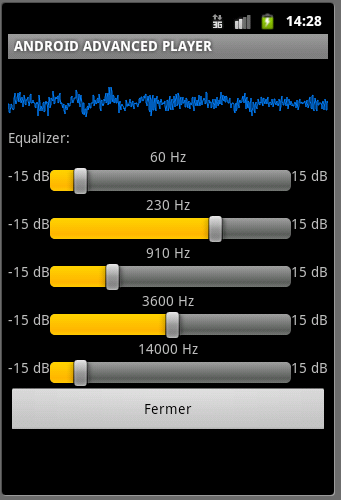 3G 14:28
ANDROID ADVANCED PLAYER
Equalizer:
60 Hz
-15 dB 15 dB
230 Hz
-15 dB 15 dB
910 Hz
-15 dB 15 dB
3600 Hz
-15 dB 15 dB
14000 Hz
-15 dB 15 dB
Fermer